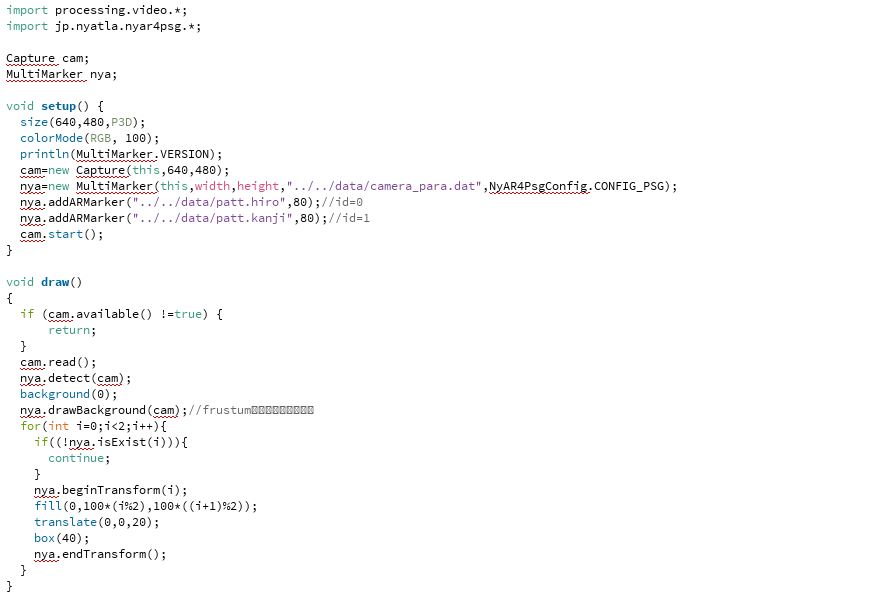 import processing.video.*;
import jp.nyatla.nyar4psg.*;

Capture cam;
MultiMarker nya;

void setup() {
  size(640,480,P3D);
  colorMode(RGB, 100);
  println(MultiMarker.VERSION);
  cam=new Capture(this,640,480);
  nya=new MultiMarker(this,width,height,"../../data/camera_para.dat",NyAR4PsgConfig.CONFIG_PSG);
  nya.addARMarker("../../data/patt.hiro",80);//id=0
  nya.addARMarker("../../data/patt.kanji",80);//id=1
  cam.start();
}

void draw()
{
  if (cam.available() !=true) {
      return;
  }
  cam.read();
  nya.detect(cam);
  background(0);
  nya.drawBackground(cam);//frustum
  for(int i=0;i<2;i++){
    if((!nya.isExist(i))){
      continue;
    }
    nya.beginTransform(i);
    fill(0,100*(i%2),100*((i+1)%2));
    translate(0,0,20);
    box(40);
    nya.endTransform();
  }
}